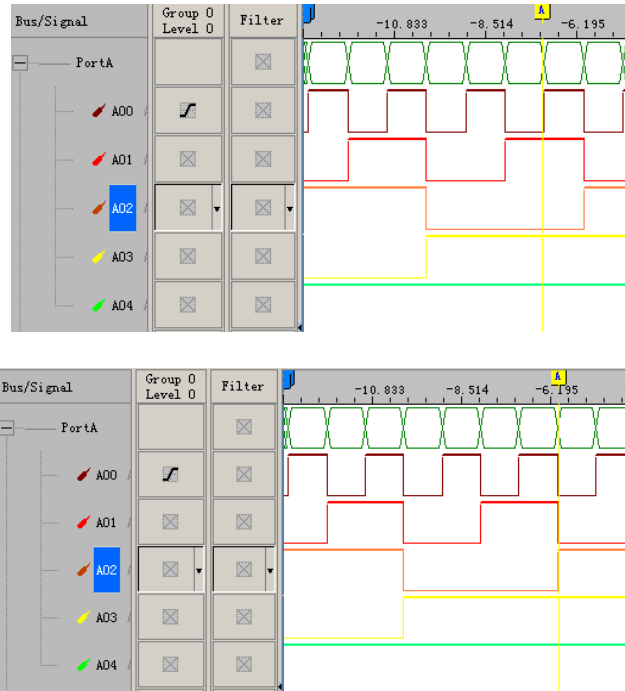 Bus/Signal Group 0 Level 0 Filter -10.833 -8.514 A -6.195
PortA
A00
A01
A02
A03
A04
Bus/Signal Group 0 Level 0 Filter -10.833 -8.514 A -6.195
PortA
A00
A01
A02
A03
A04